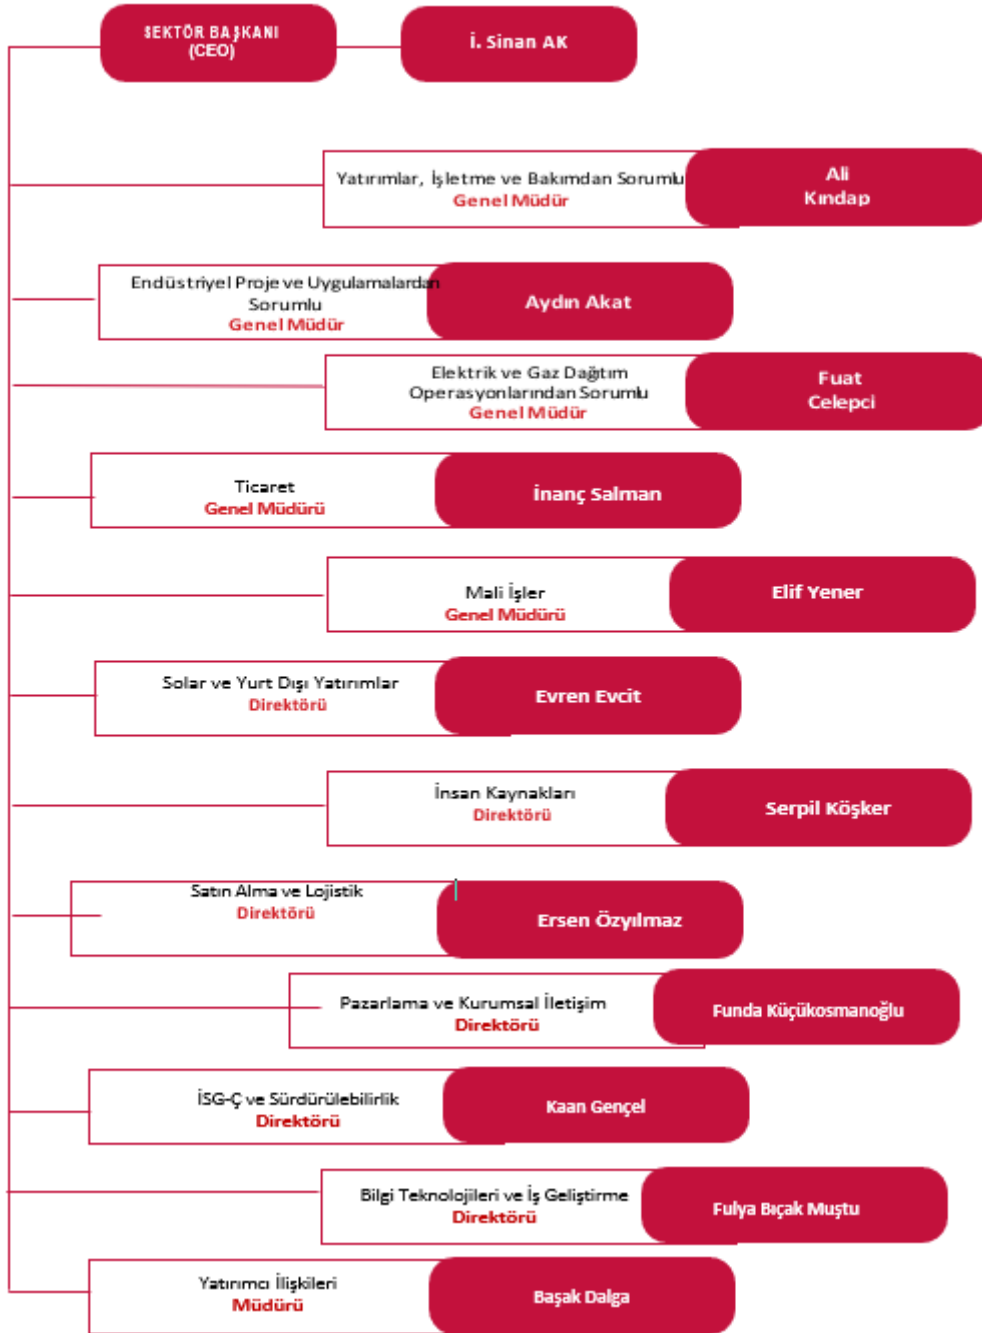 SEKTÖR BAŞKANI
(CEO)
İ. Sinan AK
Yatırımlar, İşletme ve Bakımdan Sorumlu
Genel Müdür
Ali
Kındap
Endüstriyel Proje ve Uygulamalardan
Sorumlu
Genel Müdür
Aydın Akat
Elektrik ve Gaz Dağıtım
Operasyonlarından Sorumlu
Genel Müdür
Fuat
Celepci
Ticaret
Genel Müdürü
İnanç Salman
Mali İşler
Genel Müdürü
Elif Yener
Solar ve Yurt Dışı Yatırımlar
Direktörü
Evren Evcit
İnsan Kaynakları
Direktörü
Serpil Köşker
Satın Alma ve Lojistik
Direktörü
Ersen Özyılmaz
Pazarlama ve Kurumsal İletişim
Direktörü
Funda Küçükosmanoğlu
İSG-Ç ve Sürdürülebilirlik
Direktörü
Kaan Gençel
Bilgi Teknolojileri ve İş Geliştirme
Direktörü
Fulya Bıçak Muştu
Yatırımcı İlişkileri
Müdürü
Başak Dalga